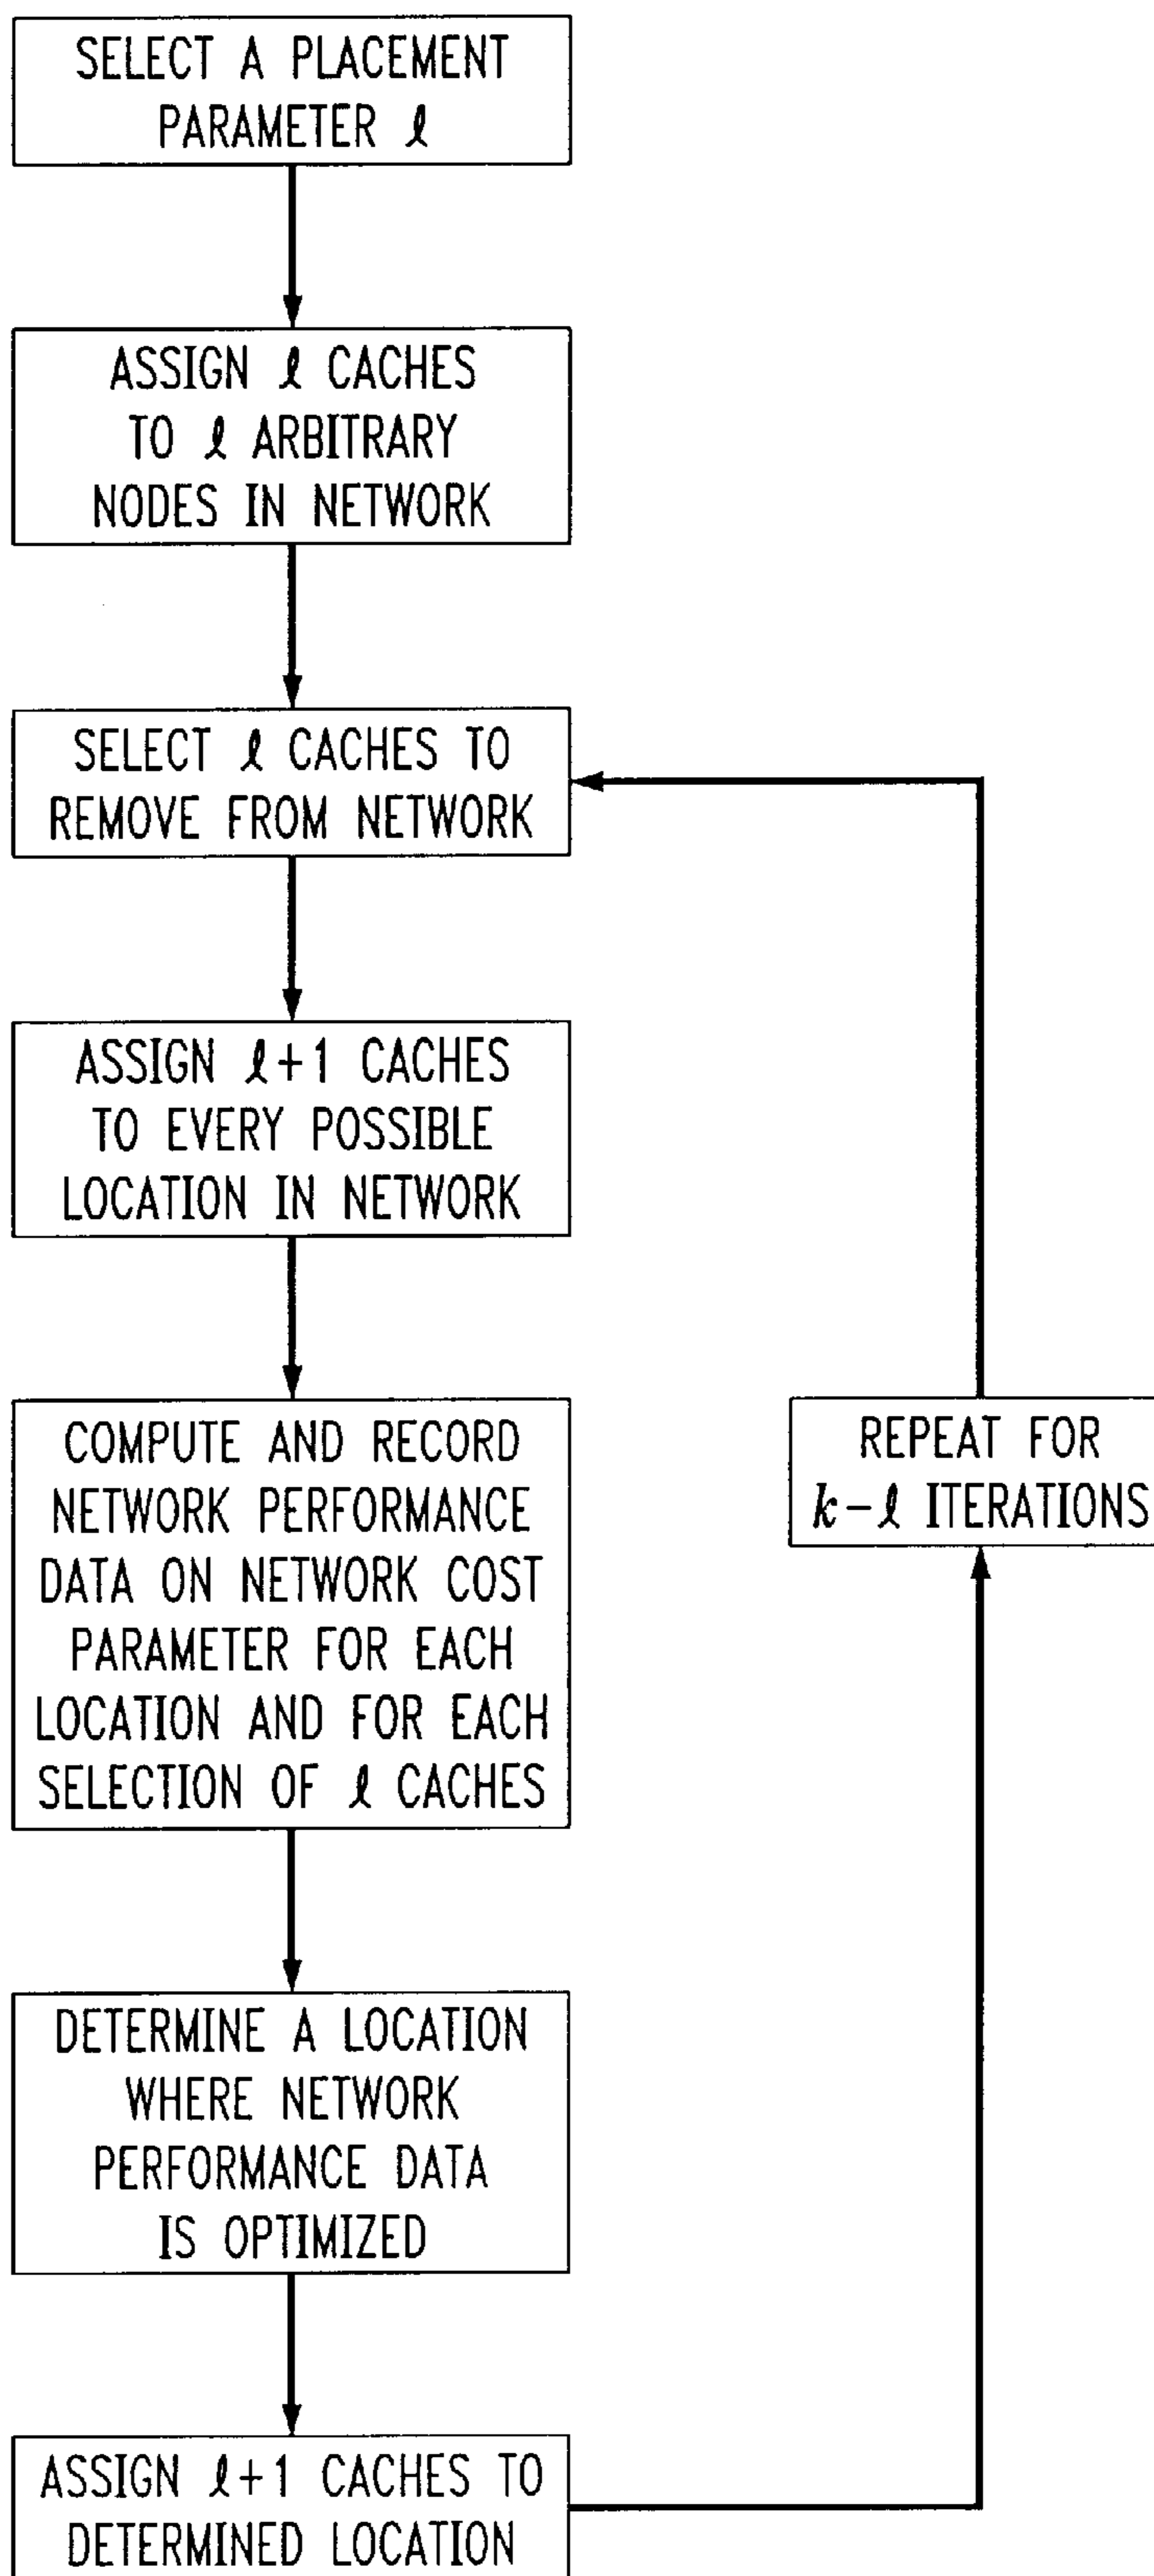 SELECT A PLACEMENT
PARAMETER ℓ
ASSIGN ℓ CACHES
TO ℓ ARBITRARY
NODES IN NETWORK
SELECT ℓ CACHES TO
REMOVE FROM NETWORK
ASSIGN ℓ+1 CACHES
TO EVERY POSSIBLE
LOCATION IN NETWORK
COMPUTE AND RECORD
NETWORK PERFORMANCE
DATA ON NETWORK COST
PARAMETER FOR EACH
LOCATION AND FOR EACH
SELECTION OF ℓ CACHES
DETERMINE A LOCATION
WHERE NETWORK
PERFORMANCE DATA
IS OPTIMIZED
ASSIGN ℓ+1 CACHES TO
DETERMINED LOCATION
REPEAT FOR
k-ℓ ITERATIONS